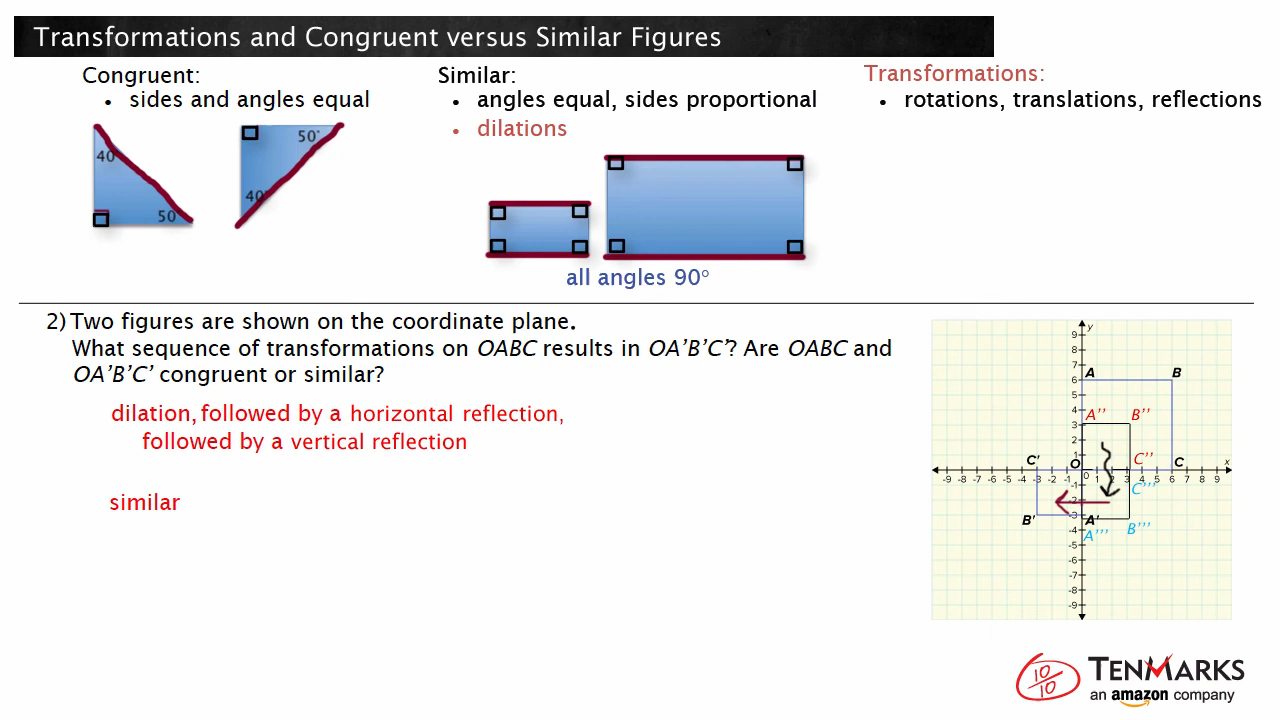 Transformations and Congruent versus Similar Figures
Congruent:
• sides and angles equal
40°
50°
50°
40°
Similar:
• angles equal, sides proportional
• dilations
all angles 90°
Transformations:
• rotations, translations, reflections
2) Two figures are shown on the coordinate plane.
What sequence of transformations on OABC results in OA'B'C'? Are OABC and
OA'B'C' congruent or similar?
dilation, followed by a horizontal reflection,
followed by a vertical reflection
similar
y
9
8
7
6
5
4
3
2
1
A
B
A''
B''
C'
O
C''
C
x
-9 -8 -7 -6 -5 -4 -3 -2 -1 0 1 2 3 4 5 6 7 8 9
C'''
B'
A'
A'''
B'''
-1
-2
-3
-4
-5
-6
-7
-8
-9
10/10
TENMARKS
an amazon company